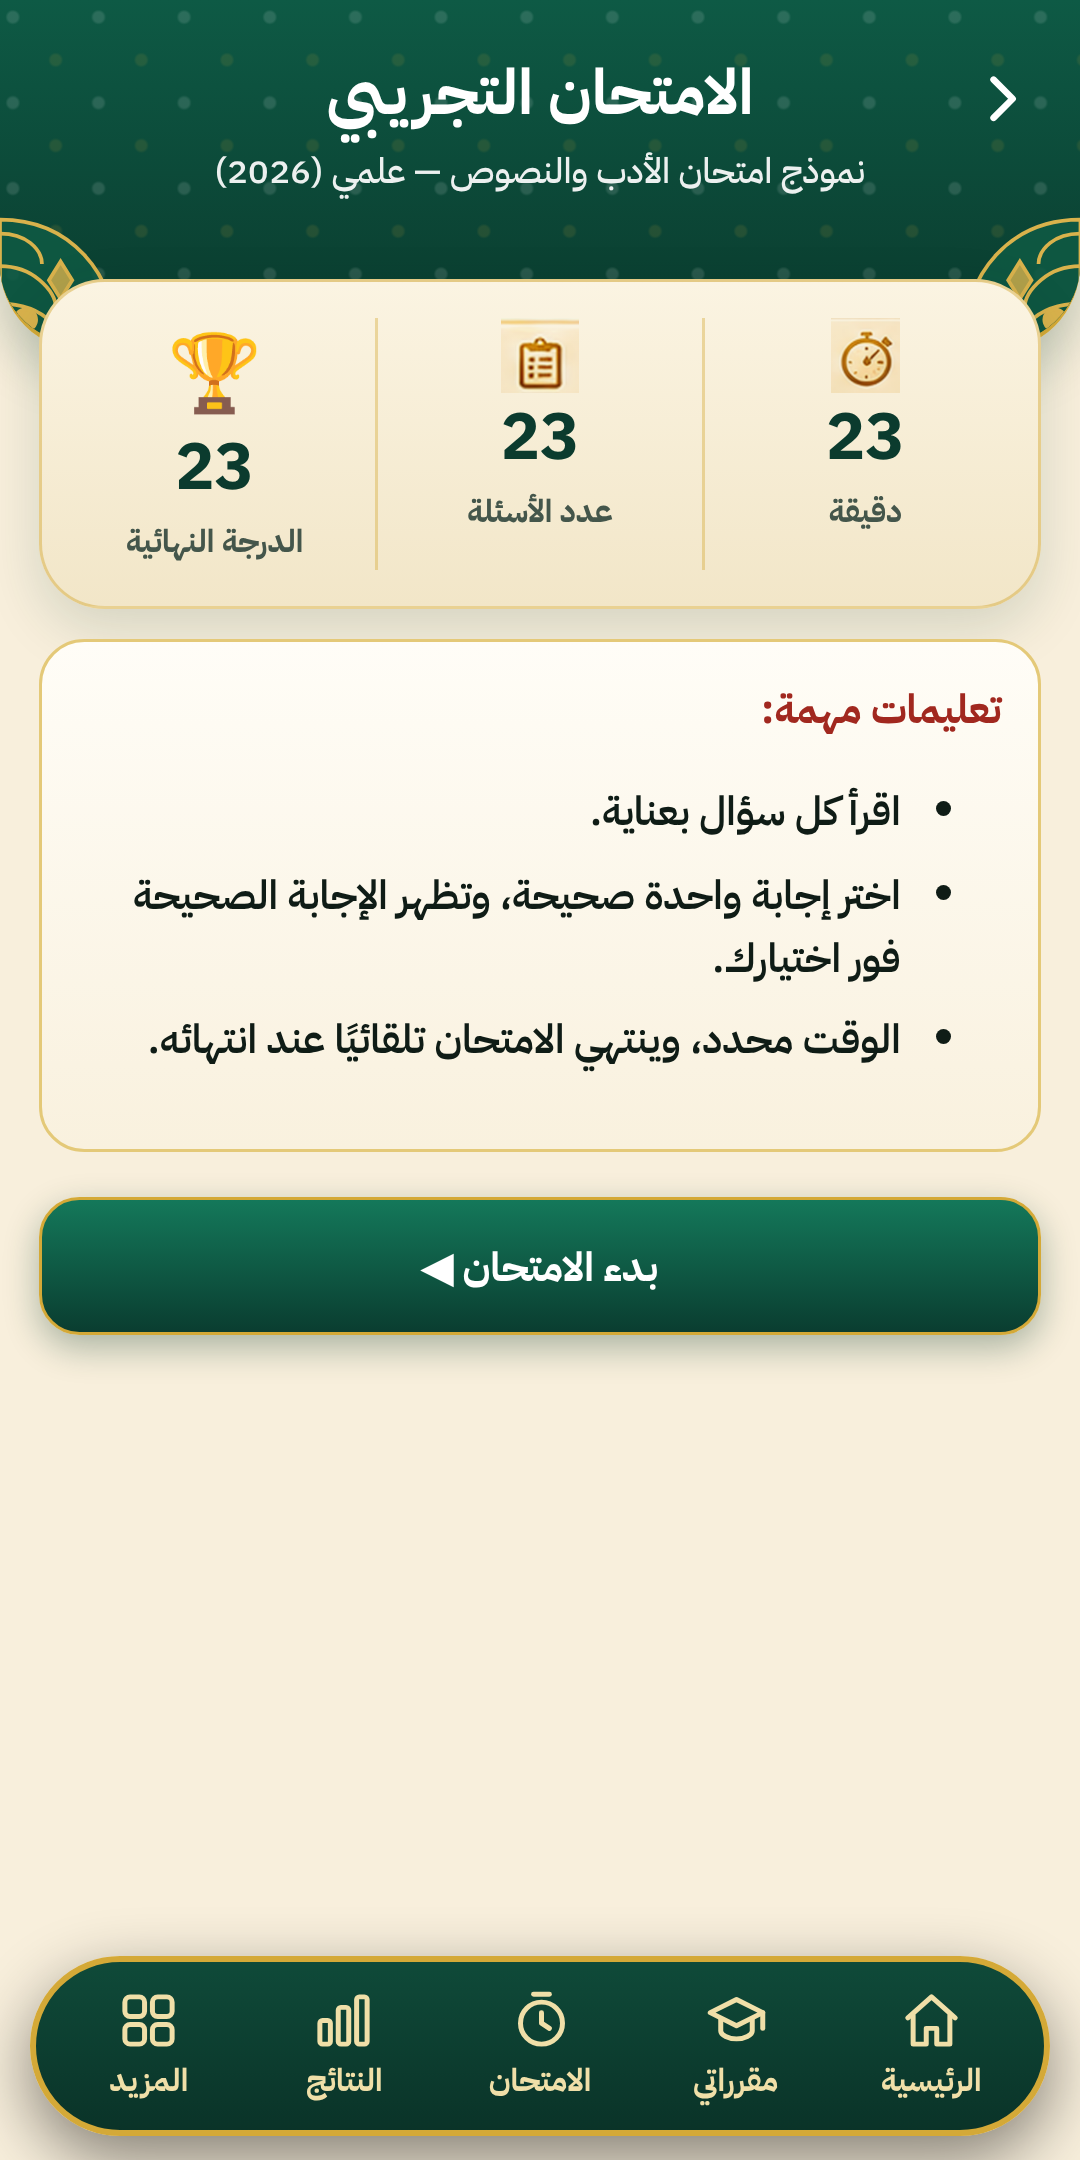 الامتحان التجريبي
نموذج امتحان الأدب والنصوص — علمي (2026)
23
دقيقة
23
عدد الأسئلة
23
الدرجة النهائية
تعليمات مهمة:
• اقرأ كل سؤال بعناية.
• اختر إجابة واحدة صحيحة، وتظهر الإجابة الصحيحة
فور اختيارك.
• الوقت محدد، وينتهي الامتحان تلقائيًا عند انتهائه.
بدء الامتحان ◀
الرئيسية
مقرراتي
الامتحان
النتائج
المزيد